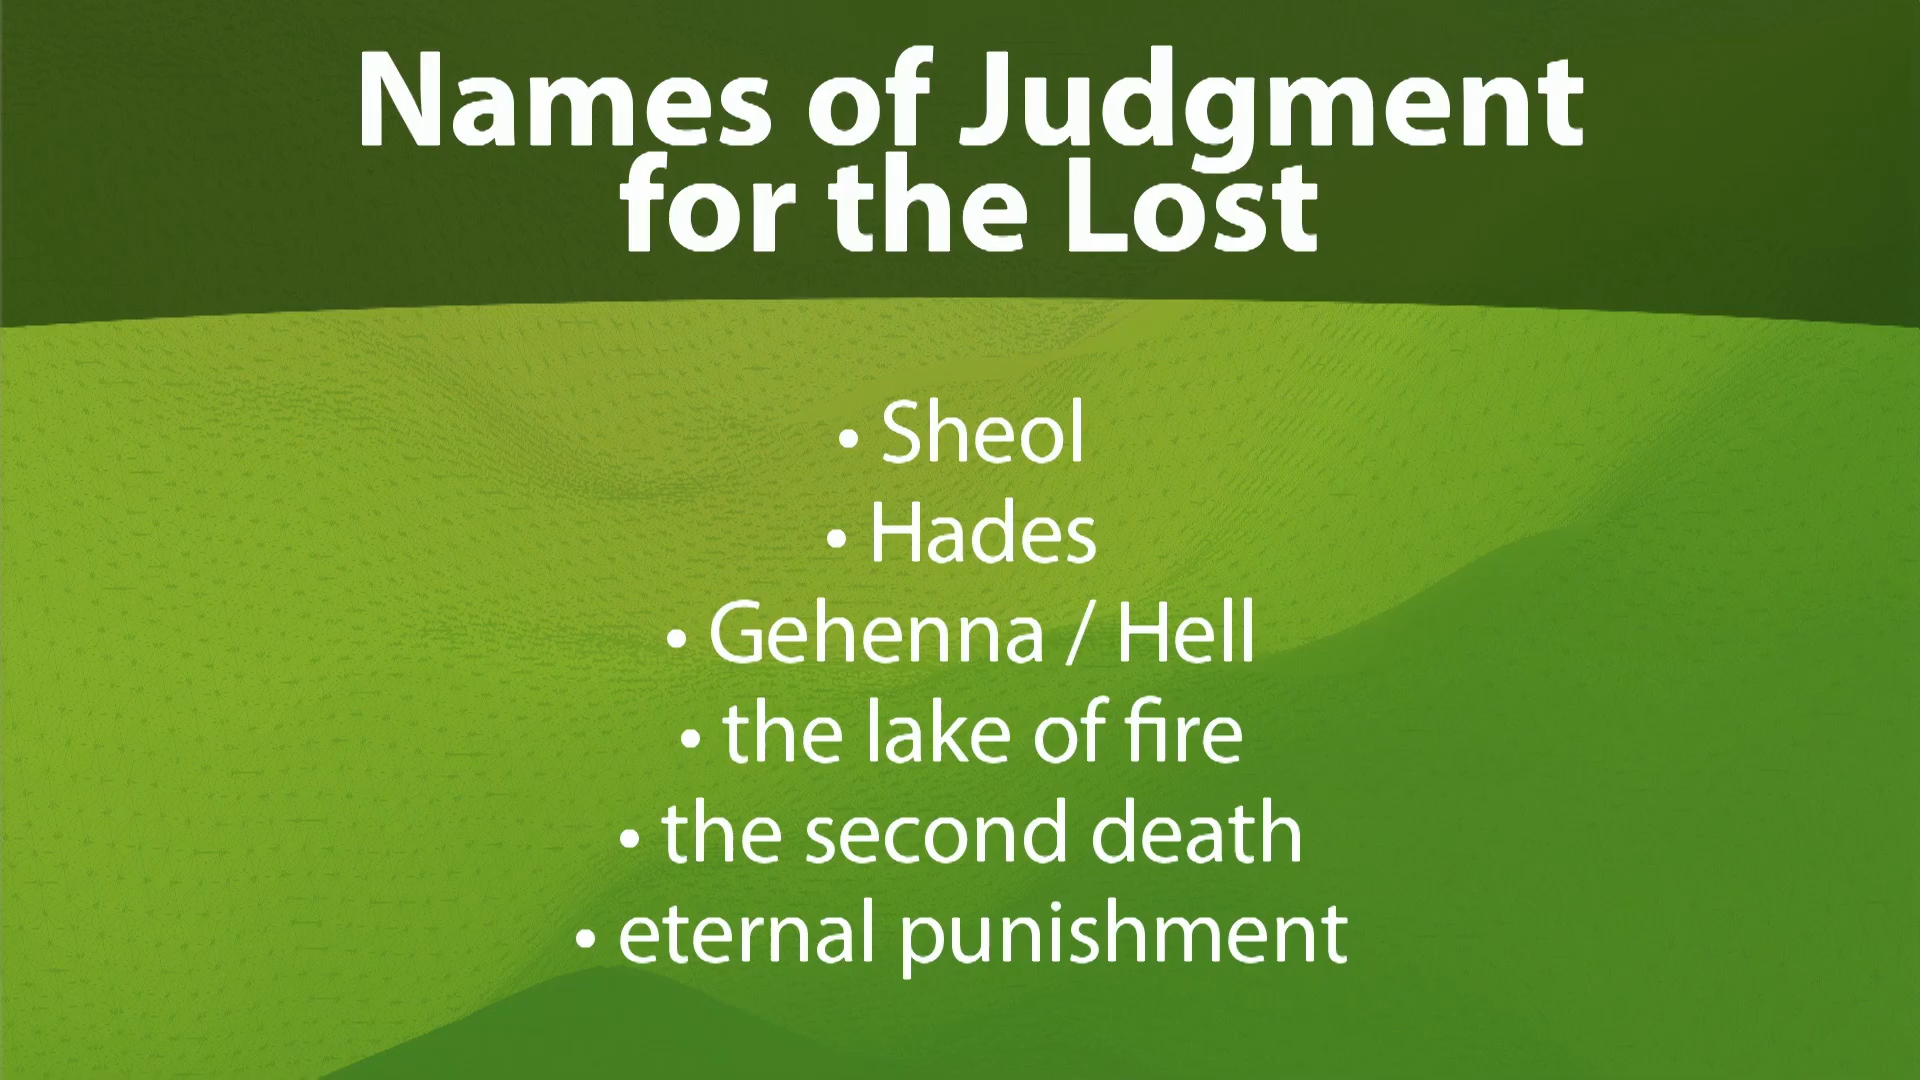 Names of Judgment
for the Lost
• Sheol
• Hades
• Gehenna / Hell
• the lake of fire
• the second death
• eternal punishment